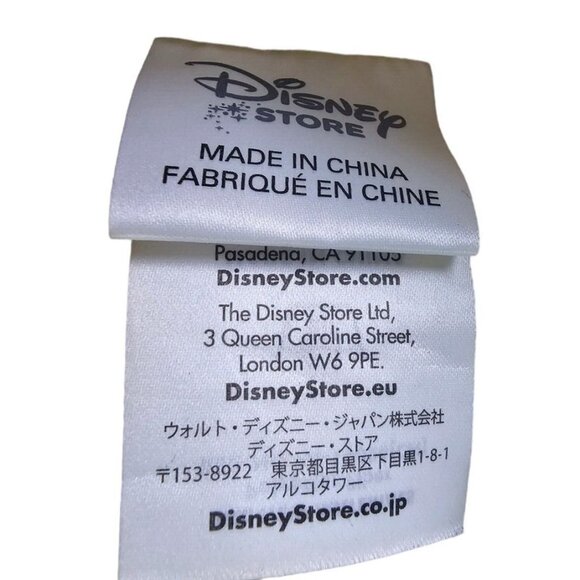 Disney
STORE
MADE IN CHINA
FABRIQUÉ EN CHINE
Pasadena, CA 91105
DisneyStore.com
The Disney Store Ltd,
3 Queen Caroline Street,
London W6 9PE.
DisneyStore.eu
ウォルト・ディズニー・ジャパン株式会社
ディズニー・ストア
〒153-8922 東京都目黒区下目黒1-8-1
アルコタワー
DisneyStore.co.jp